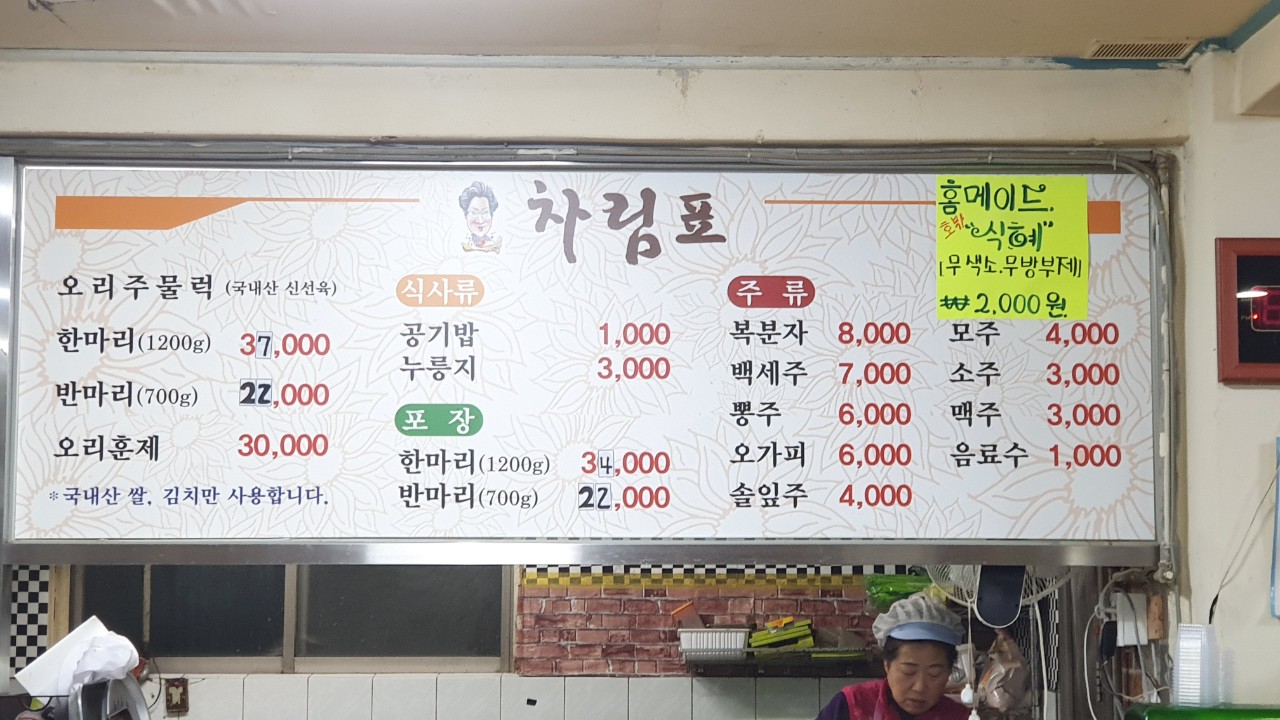 차림표
오리주물럭 (국내산 신선육)
한마리(1200g) 37,000
반마리(700g) 22,000
오리훈제 30,000
*국내산 쌀, 김치만 사용합니다.
식사류
공기밥 1,000
누룽지 3,000
포 장
한마리(1200g) 34,000
반마리(700g) 22,000
주 류
복분자 8,000
백세주 7,000
뽕주 6,000
오가피 6,000
솔잎주 4,000
홈메이드.
호박 "식혜"
[무색소.무방부제]
₩ 2,000원.
모주 4,000
소주 3,000
맥주 3,000
음료수 1,000